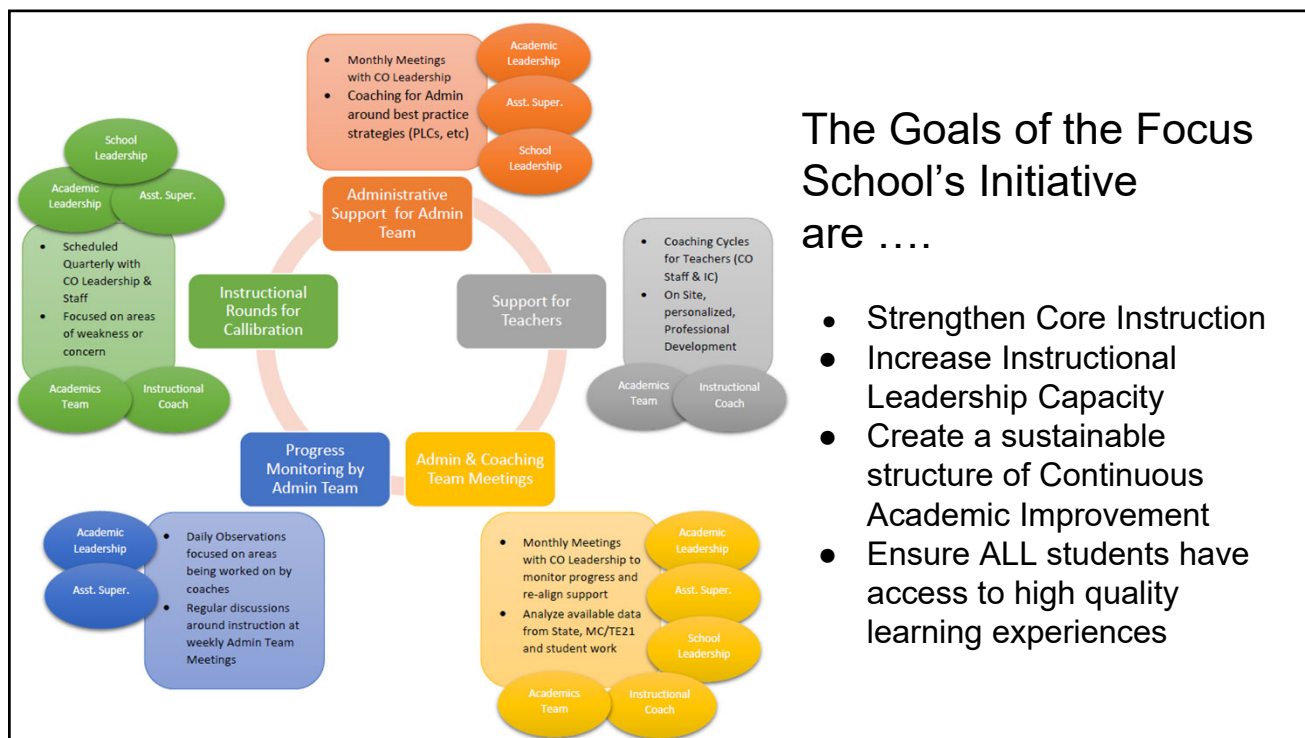 • Monthly Meetings
with CO Leadership
• Coaching for Admin
around best practice
strategies (PLCs, etc)
Academic
Leadership
Asst. Super.
School
Leadership
Administrative
Support for Admin
Team
• Coaching Cycles
for Teachers (CO
Staff & IC)
• On Site,
personalized,
Professional
Development
Academics
Team
Instructional
Coach
Support for
Teachers
Admin & Coaching
Team Meetings
• Monthly Meetings
with CO Leadership to
monitor progress and
re-align support
• Analyze available data
from State, MC/TE21
and student work
Academic
Leadership
Asst. Super.
School
Leadership
Academics
Team
Instructional
Coach
Progress
Monitoring by
Admin Team
Academic
Leadership
Asst. Super.
• Daily Observations
focused on areas
being worked on by
coaches
• Regular discussions
around instruction at
weekly Admin Team
Meetings
Instructional
Rounds for
Callibration
School
Leadership
Academic
Leadership
Asst. Super.
• Scheduled
Quarterly with
CO Leadership &
Staff
• Focused on areas
of weakness or
concern
Academics
Team
Instructional
Coach
The Goals of the Focus
School’s Initiative
are ....
● Strengthen Core Instruction
● Increase Instructional
Leadership Capacity
● Create a sustainable
structure of Continuous
Academic Improvement
● Ensure ALL students have
access to high quality
learning experiences